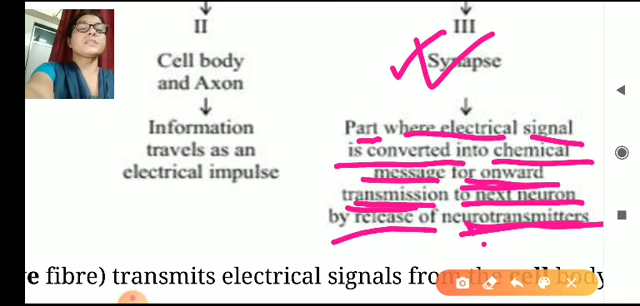 II
Cell body
and Axon
Information
travels as an
electrical impulse
III
Synapse
Part where electrical signal
is converted into chemical
message for onward
transmission to next neuron
by release of neurotransmitters
e fibre) transmits electrical signals from the cell body